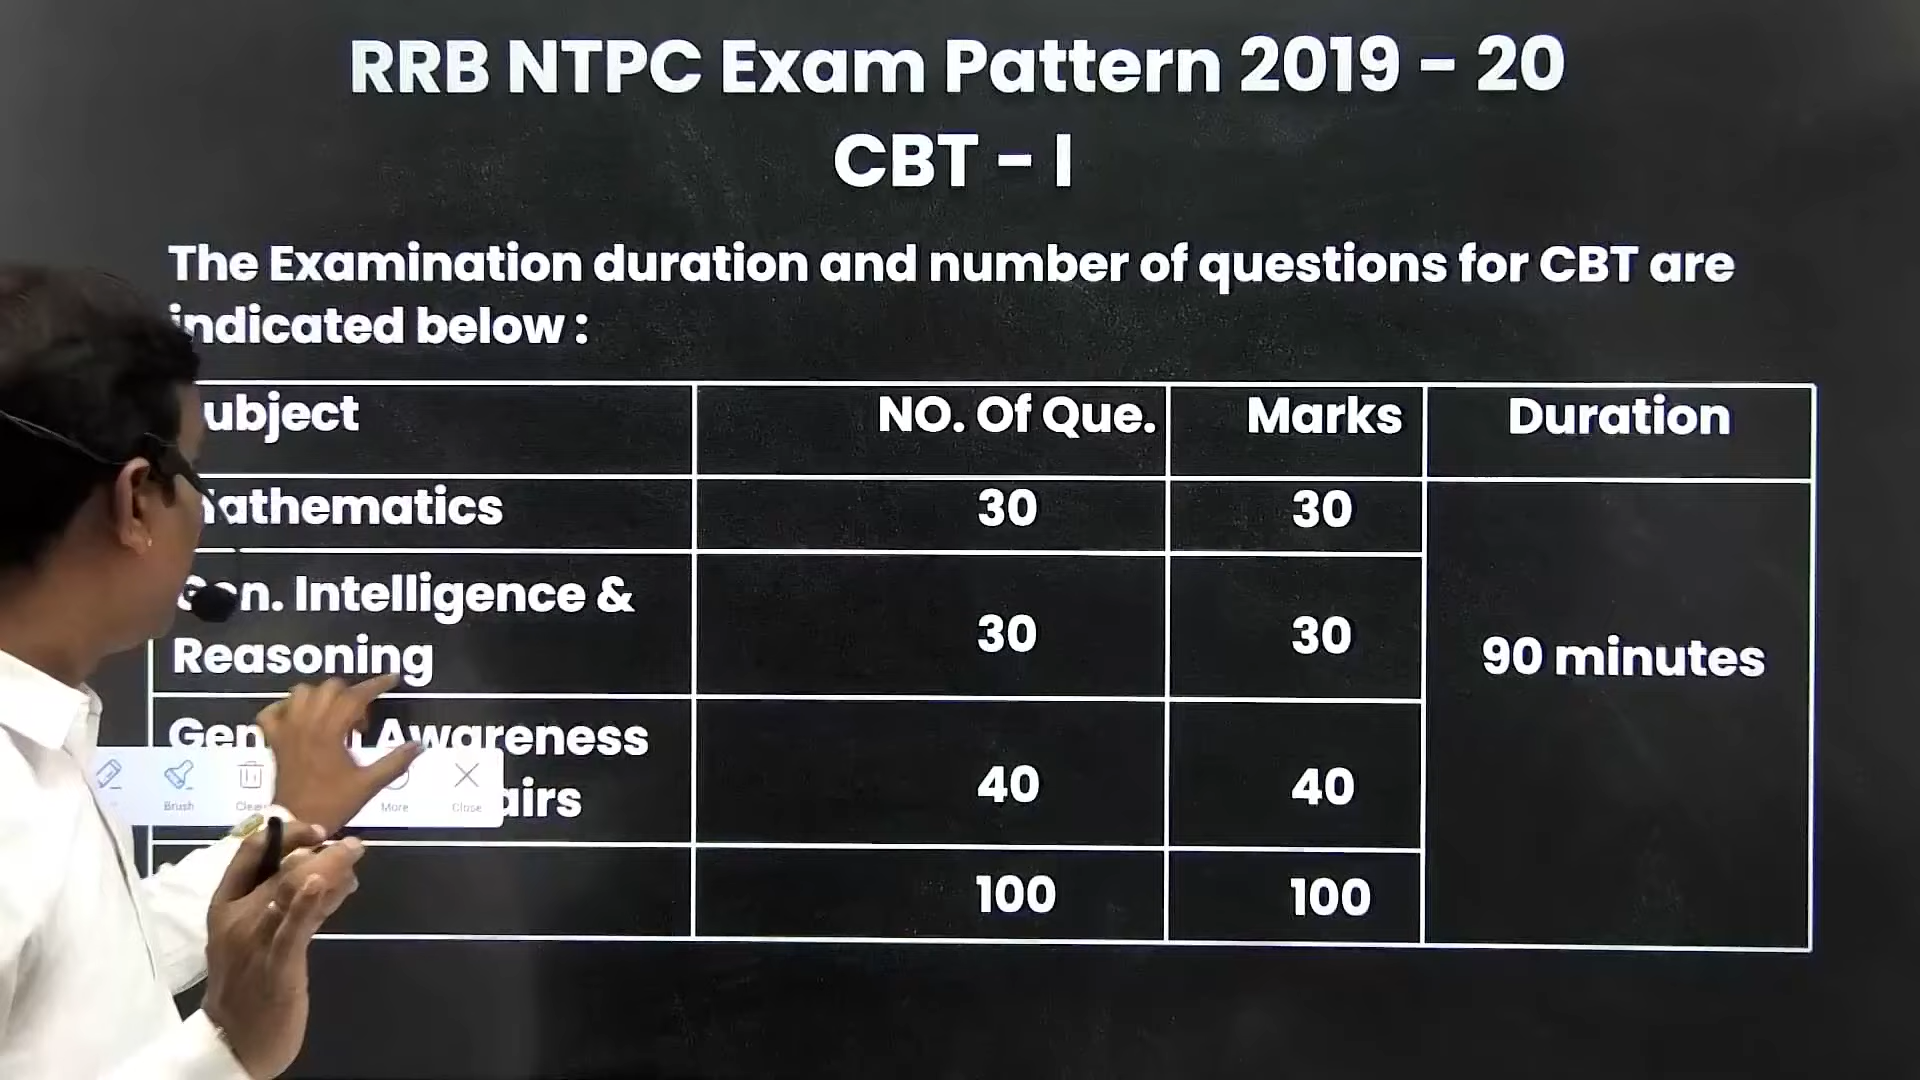 RRB NTPC Exam Pattern 2019 - 20
CBT - I
The Examination duration and number of questions for CBT are
indicated below :
ubject NO. Of Que. Marks Duration
athematics 30 30
n. Intelligence &
Reasoning 30 30 90 minutes
Awareness
airs 40 40
100 100
Brush Clear More Close